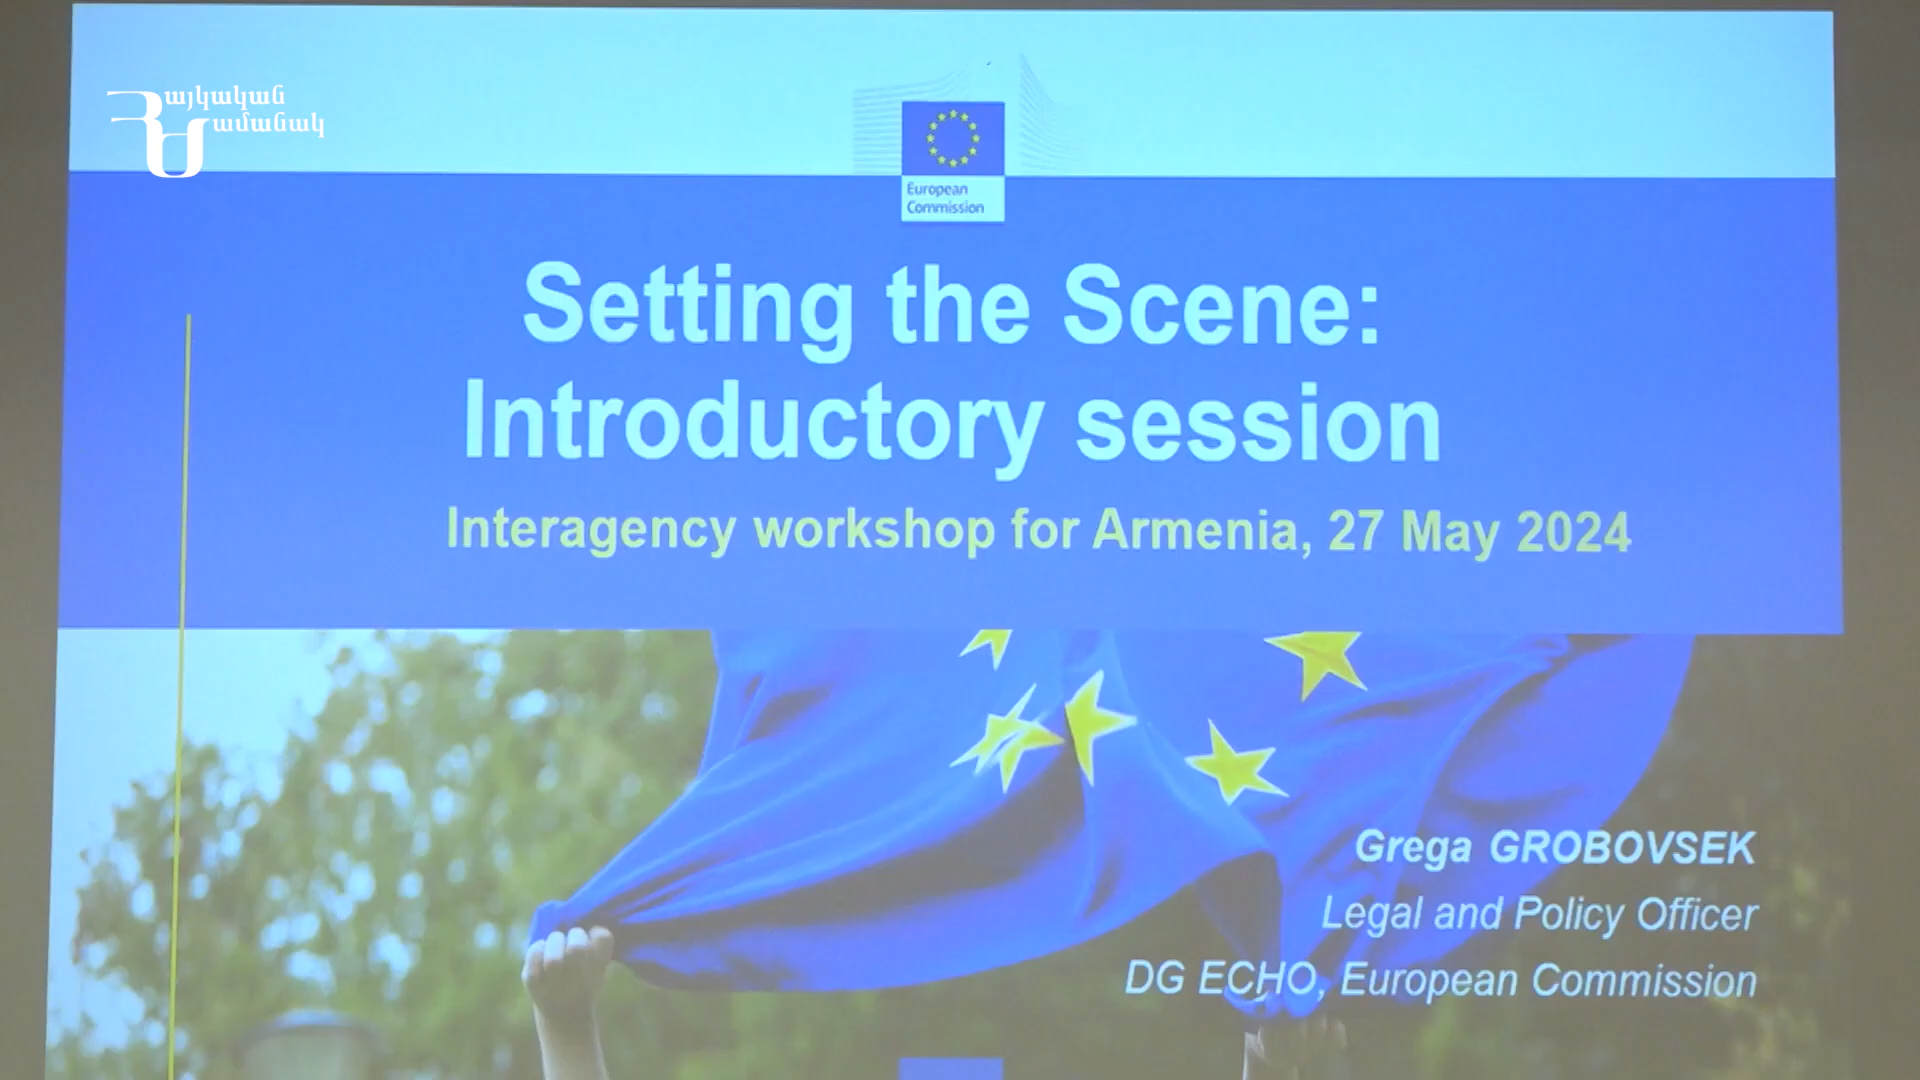 Հայկական
Ժամանակ
European
Commission
Setting the Scene:
Introductory session
Interagency workshop for Armenia, 27 May 2024
Grega GROBOVSEK
Legal and Policy Officer
DG ECHO, European Commission